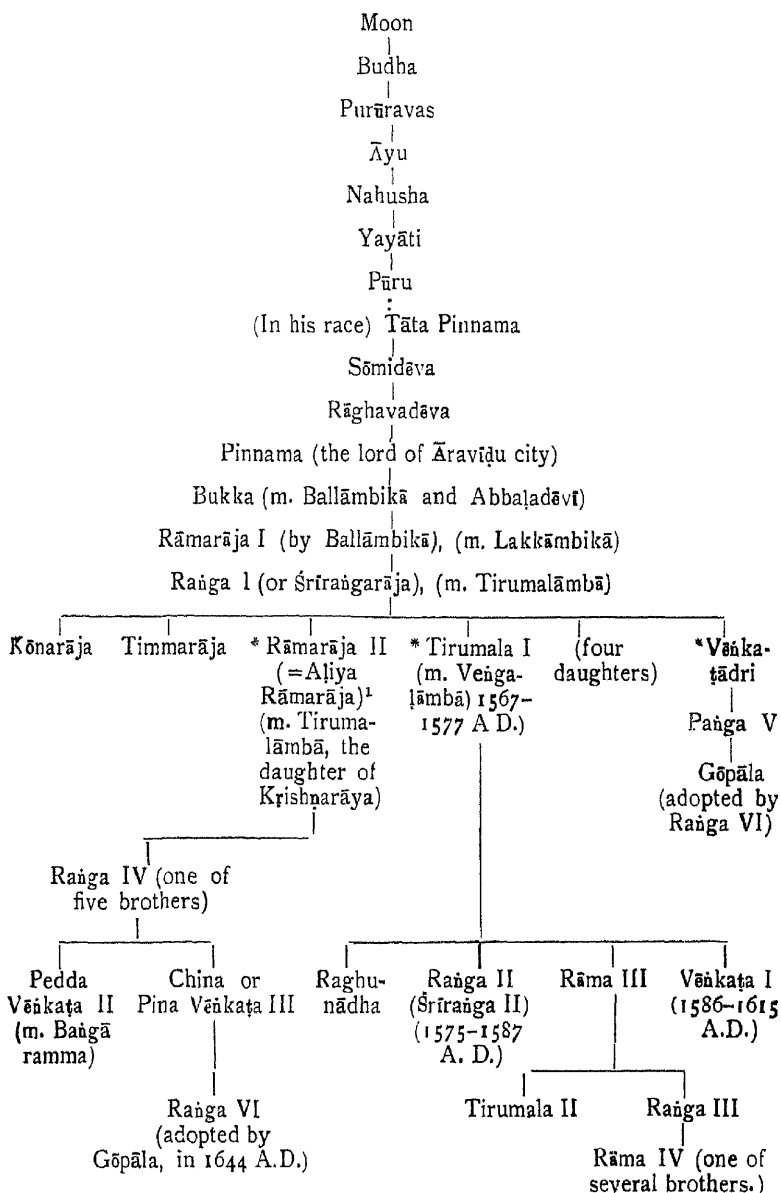 Moon
Budha
Purūravas
Āyu
Nahusha
Yayāti
Pūru
(In his race) Tāta Pinnama
Sōmidēva
Rāghavadēva
Pinnama (the lord of Āravīḍu city)
Bukka (m. Ballāmbikā and Abbaḷadēvī)
Rāmarāja I (by Ballāmbikā), (m. Lakkāmbikā)
Raṅga 1 (or Śrīraṅgarāja), (m. Tirumalāmbā)
Kōnarāja
Timmarāja
* Rāmarāja II
(=Aḷiya
Rāmarāja)¹
(m. Tiruma-
lāmbā, the
daughter of
Kṛishṇarāya)
* Tirumala I
(m. Veṅga-
ḷāmbā) 1567–
1577 A D.)
(four
daughters)
*Vēṅka-
ṭādri
Paṅga V
Gōpāla
(adopted by
Raṅga VI)
Raṅga IV (one of
five brothers)
Pedda
Vēṅkaṭa II
(m. Baṅgā
ramma)
China or
Pina Vēṅkaṭa III
Raghu-
nādha
Raṅga II
(Śrīraṅga II)
(1575–1587
A. D.)
Rāma III
Vēṅkaṭa I
(1586–1615
A.D.)
Raṅga VI
(adopted by
Gōpāla, in 1644 A.D.)
Tirumala II
Raṅga III
Rāma IV (one of
several brothers.)